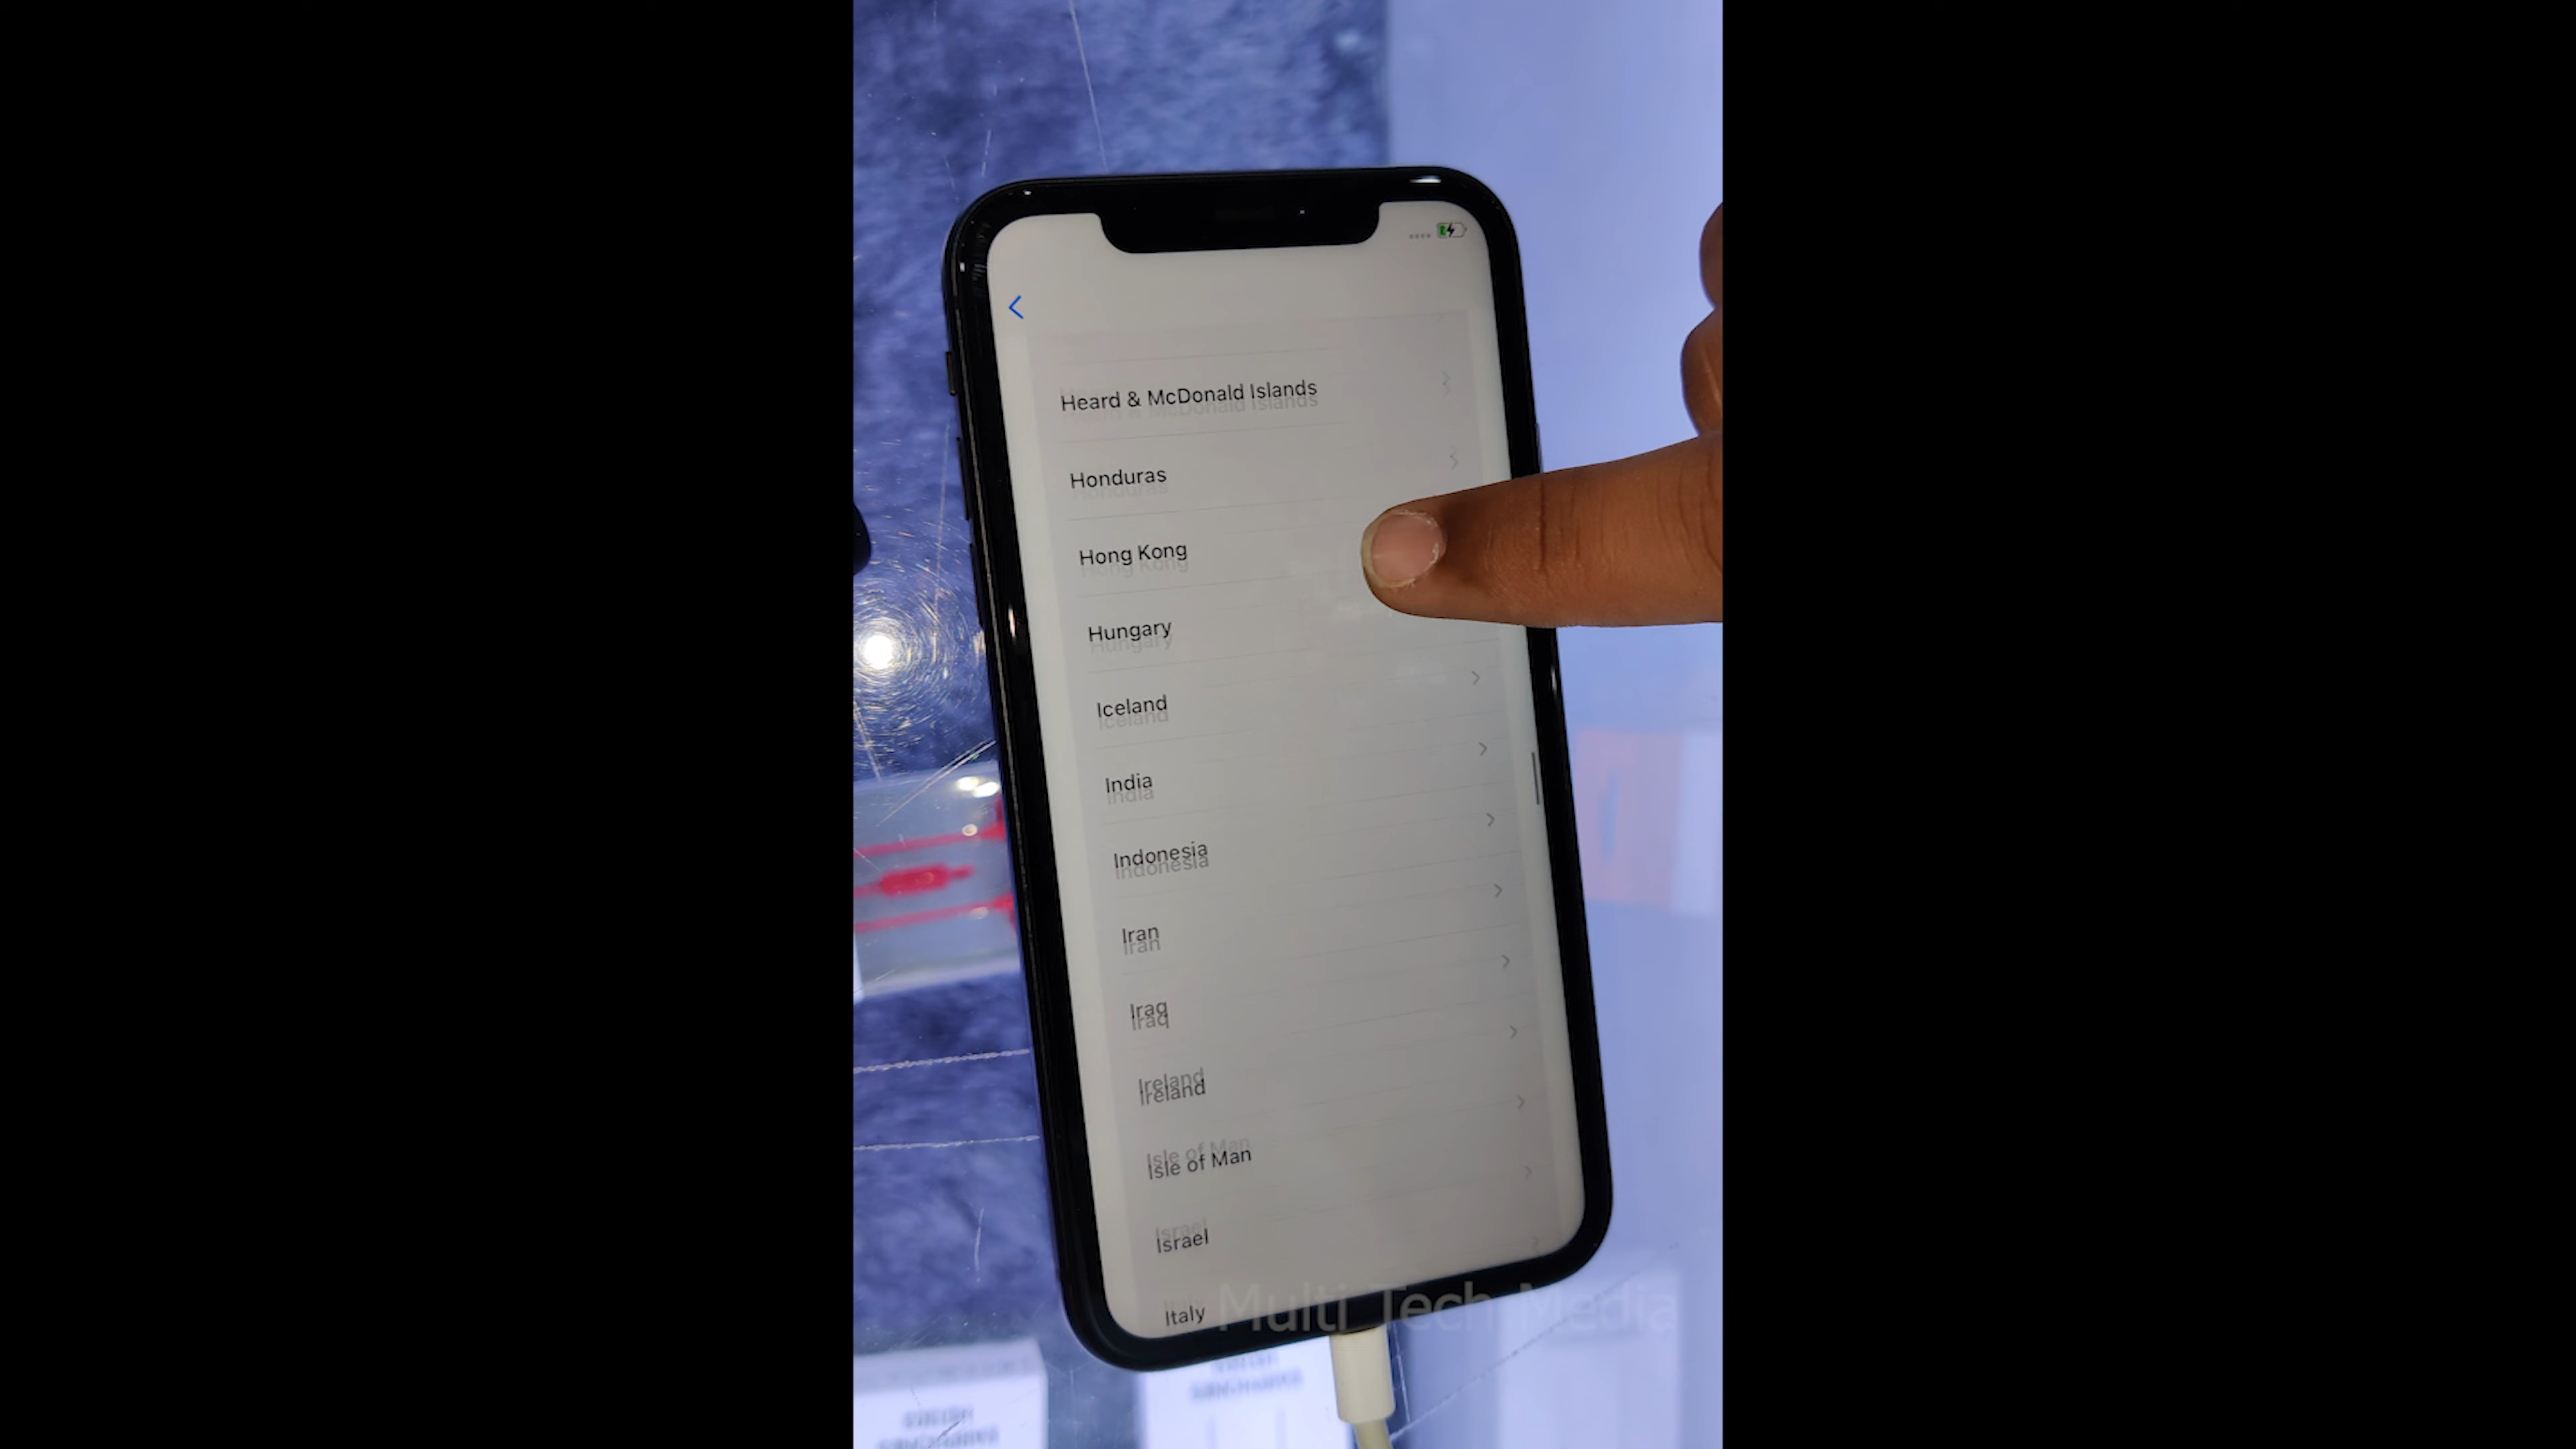 Heard & McDonald Islands
Honduras
Hong Kong
Hungary
Iceland
India
Indonesia
Iran
Iraq
Ireland
Isle of Man
Israel
Italy
Multi Tech Media